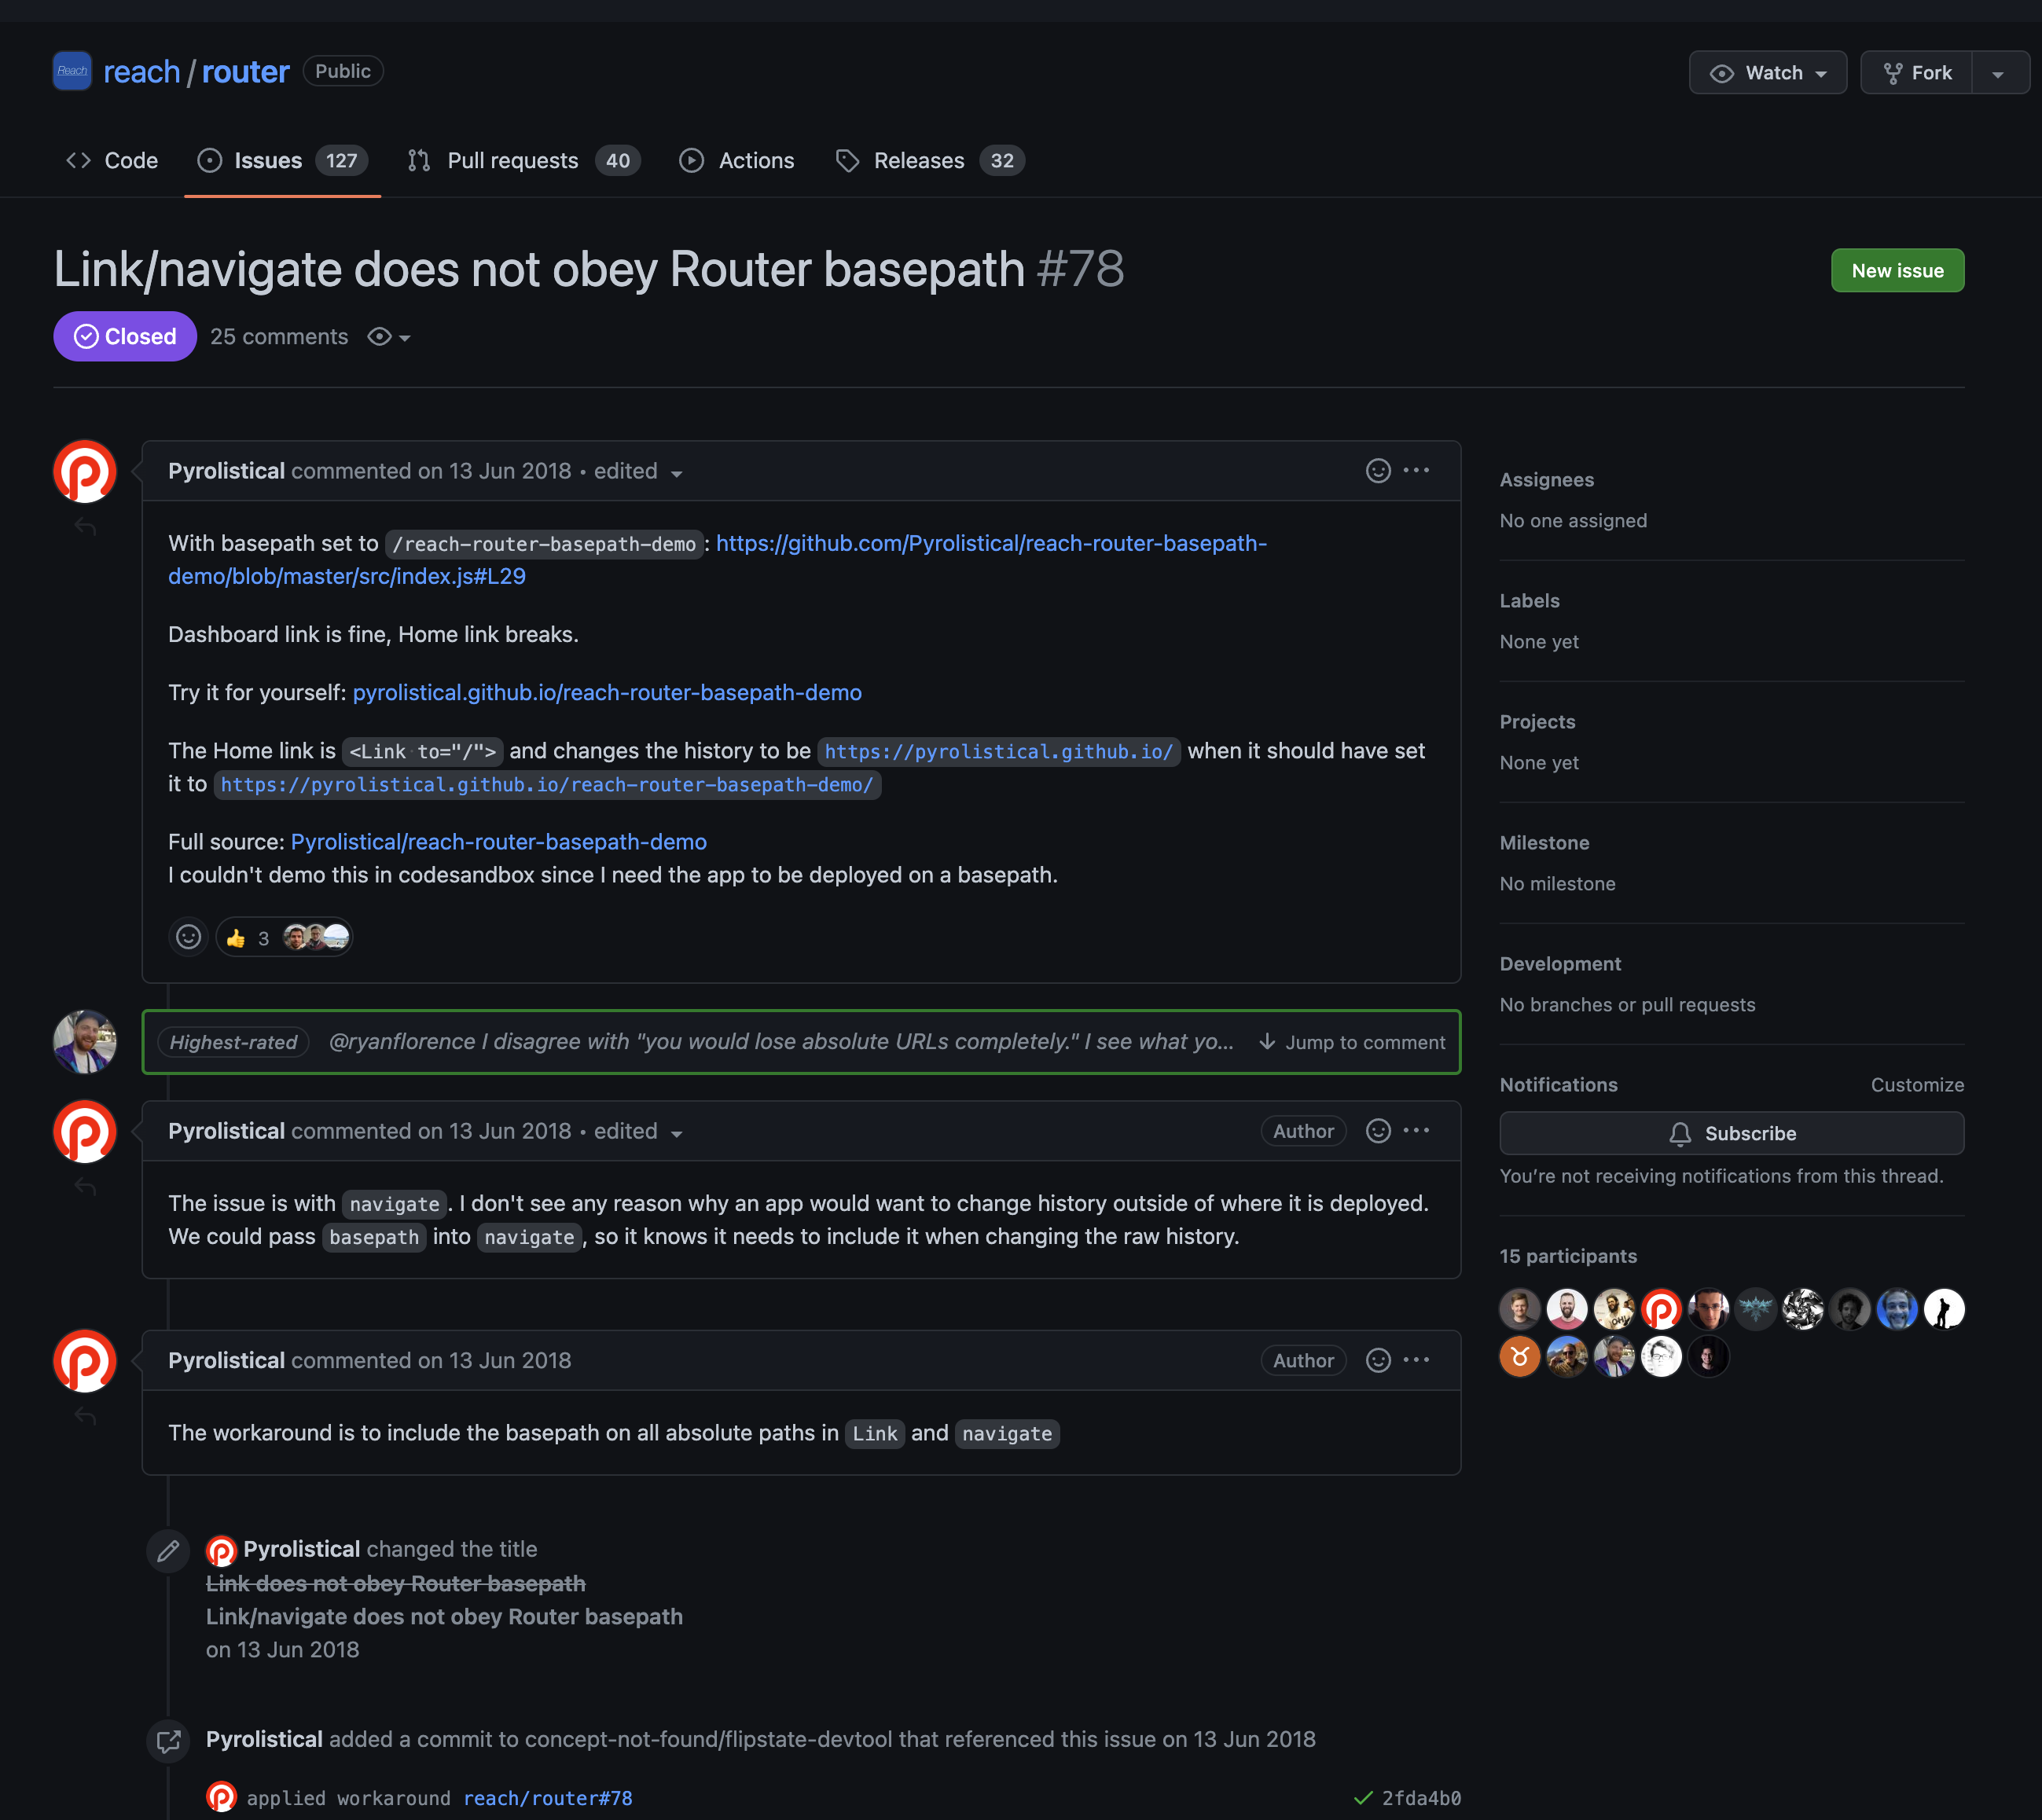 Reach reach / router Public Watch Fork
Code Issues 127 Pull requests 40 Actions Releases 32
Link/navigate does not obey Router basepath #78
New issue
Closed 25 comments
Pyrolistical commented on 13 Jun 2018 • edited
With basepath set to /reach-router-basepath-demo: https://github.com/Pyrolistical/reach-router-basepath-
demo/blob/master/src/index.js#L29
Dashboard link is fine, Home link breaks.
Try it for yourself: pyrolistical.github.io/reach-router-basepath-demo
The Home link is <Link to="/"> and changes the history to be https://pyrolistical.github.io/ when it should have set
it to https://pyrolistical.github.io/reach-router-basepath-demo/
Full source: Pyrolistical/reach-router-basepath-demo
I couldn't demo this in codesandbox since I need the app to be deployed on a basepath.
👍 3
Highest-rated @ryanflorence I disagree with "you would lose absolute URLs completely." I see what yo... Jump to comment
Pyrolistical commented on 13 Jun 2018 • edited Author
The issue is with navigate. I don't see any reason why an app would want to change history outside of where it is deployed.
We could pass basepath into navigate, so it knows it needs to include it when changing the raw history.
Pyrolistical commented on 13 Jun 2018 Author
The workaround is to include the basepath on all absolute paths in Link and navigate
Pyrolistical changed the title
Link does not obey Router basepath
Link/navigate does not obey Router basepath
on 13 Jun 2018
Pyrolistical added a commit to concept-not-found/flipstate-devtool that referenced this issue on 13 Jun 2018
applied workaround reach/router#78 2fda4b0
Assignees
No one assigned
Labels
None yet
Projects
None yet
Milestone
No milestone
Development
No branches or pull requests
Notifications Customize
Subscribe
You're not receiving notifications from this thread.
15 participants